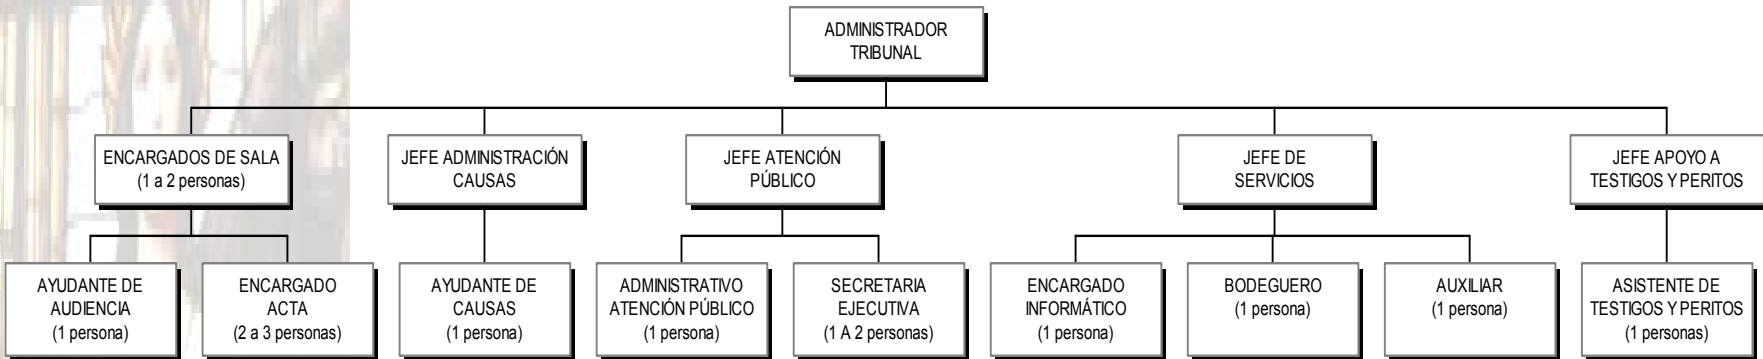 ADMINISTRADOR
TRIBUNAL
ENCARGADOS DE SALA
(1 a 2 personas)
JEFE ADMINISTRACIÓN
CAUSAS
JEFE ATENCIÓN
PÚBLICO
JEFE DE
SERVICIOS
JEFE APOYO A
TESTIGOS Y PERITOS
AYUDANTE DE
AUDIENCIA
(1 persona)
ENCARGADO
ACTA
(2 a 3 personas)
AYUDANTE DE
CAUSAS
(1 persona)
ADMINISTRATIVO
ATENCIÓN PÚBLICO
(1 persona)
SECRETARIA
EJECUTIVA
(1 A 2 personas)
ENCARGADO
INFORMÁTICO
(1 persona)
BODEGUERO
(1 persona)
AUXILIAR
(1 persona)
ASISTENTE DE
TESTIGOS Y PERITOS
(1 personas)